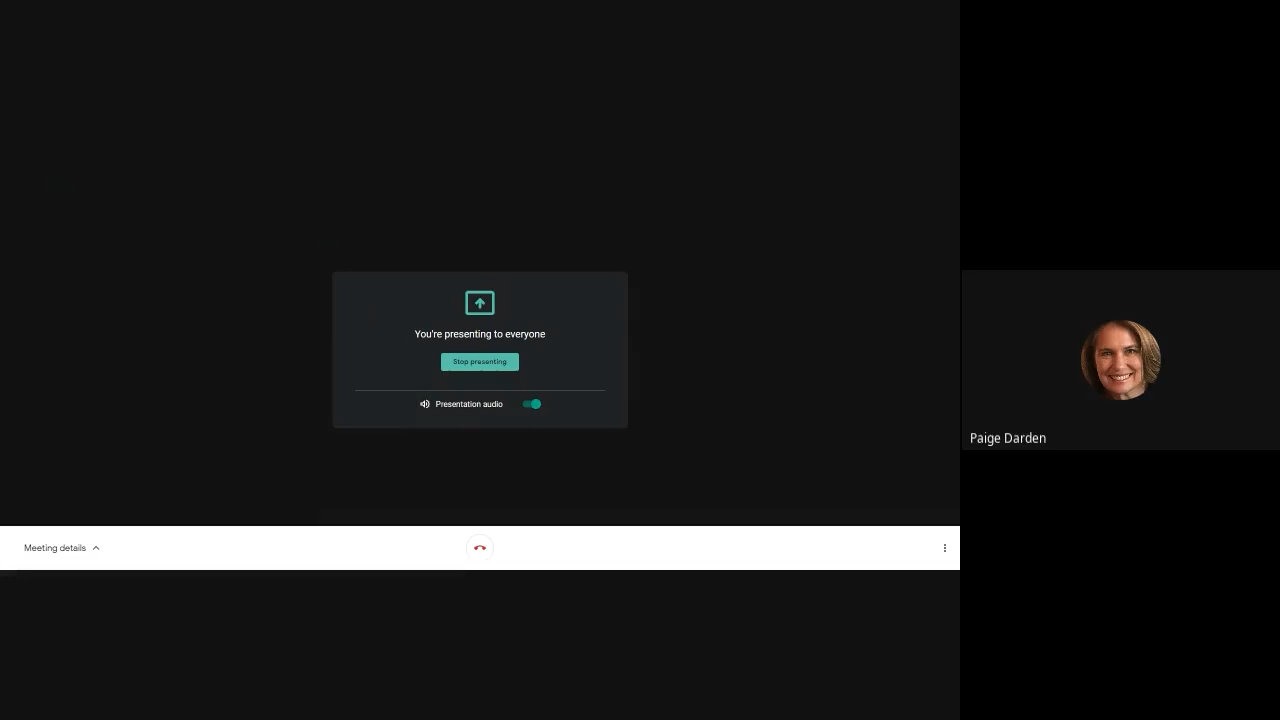 You're presenting to everyone
Stop presenting
Presentation audio
Paige Darden
Meeting details